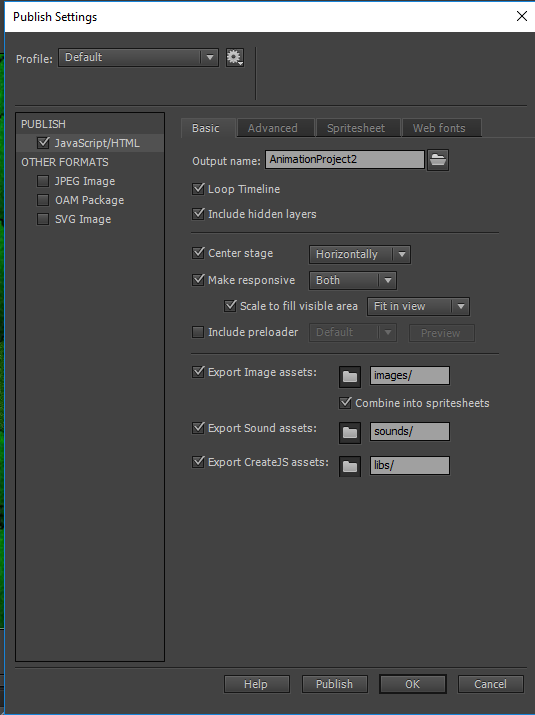 Publish Settings
Profile: Default
PUBLISH
JavaScript/HTML
OTHER FORMATS
JPEG Image
OAM Package
SVG Image
Basic Advanced Spritesheet Web fonts
Output name: AnimationProject2
Loop Timeline
Include hidden layers
Center stage Horizontally
Make responsive Both
Scale to fill visible area Fit in view
Include preloader Default Preview
Export Image assets: images/
Combine into spritesheets
Export Sound assets: sounds/
Export CreateJS assets: libs/
Help Publish OK Cancel